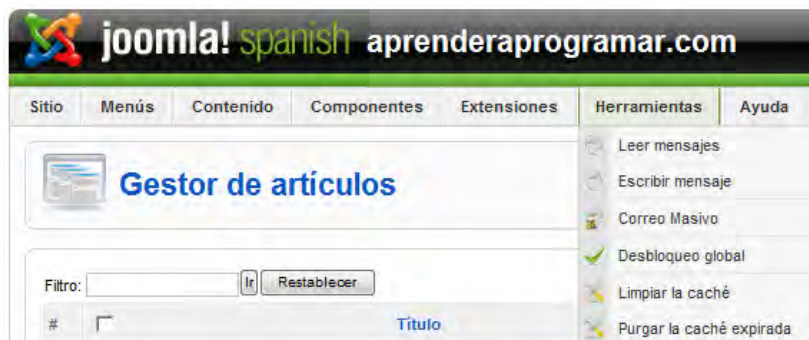 joomla! spanish aprenderaprogramar.com
Sitio Menús Contenido Componentes Extensiones Herramientas Ayuda
Leer mensajes
Gestor de artículos
Escribir mensaje
Correo Masivo
Desbloqueo global
Filtro: Ir Restablecer
Limpiar la caché
# Título
Purgar la caché expirada